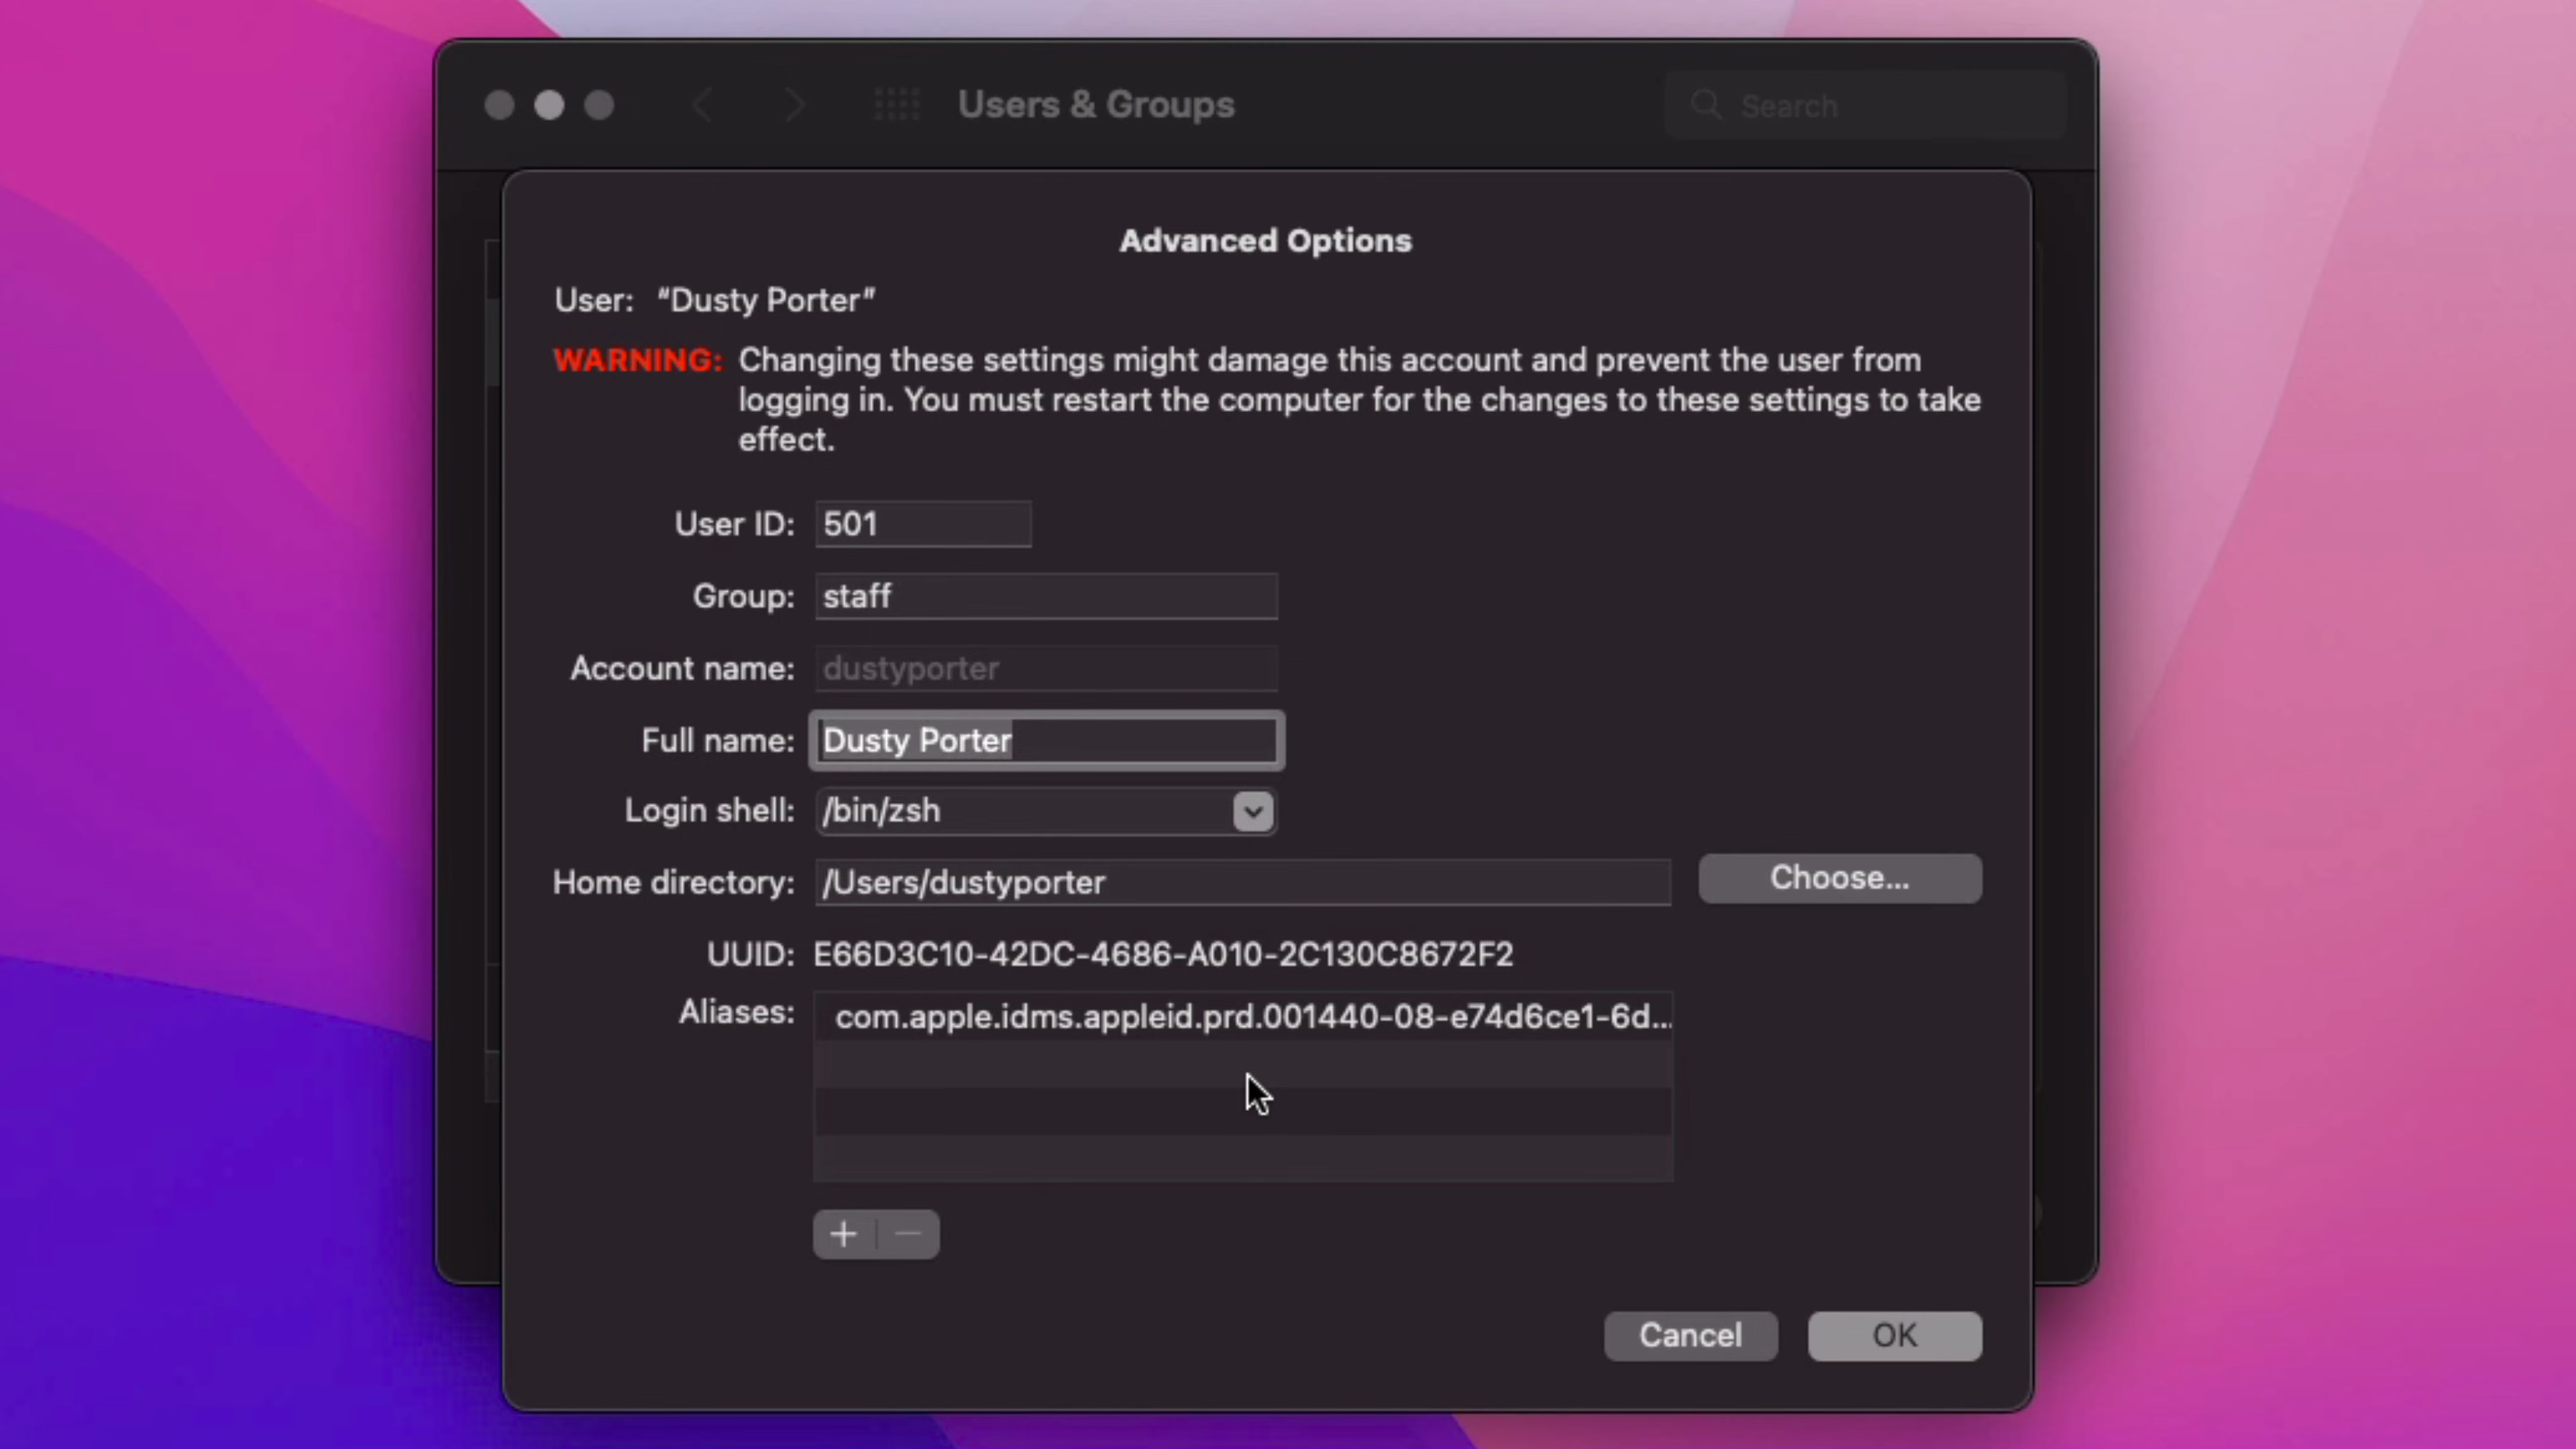 Users & Groups
Search
Advanced Options
User: “Dusty Porter”
WARNING: Changing these settings might damage this account and prevent the user from
logging in. You must restart the computer for the changes to these settings to take
effect.
User ID: 501
Group: staff
Account name: dustyporter
Full name: Dusty Porter
Login shell: /bin/zsh
Home directory: /Users/dustyporter
Choose...
UUID: E66D3C10-42DC-4686-A010-2C130C8672F2
Aliases: com.apple.idms.appleid.prd.001440-08-e74d6ce1-6d...
Cancel
OK